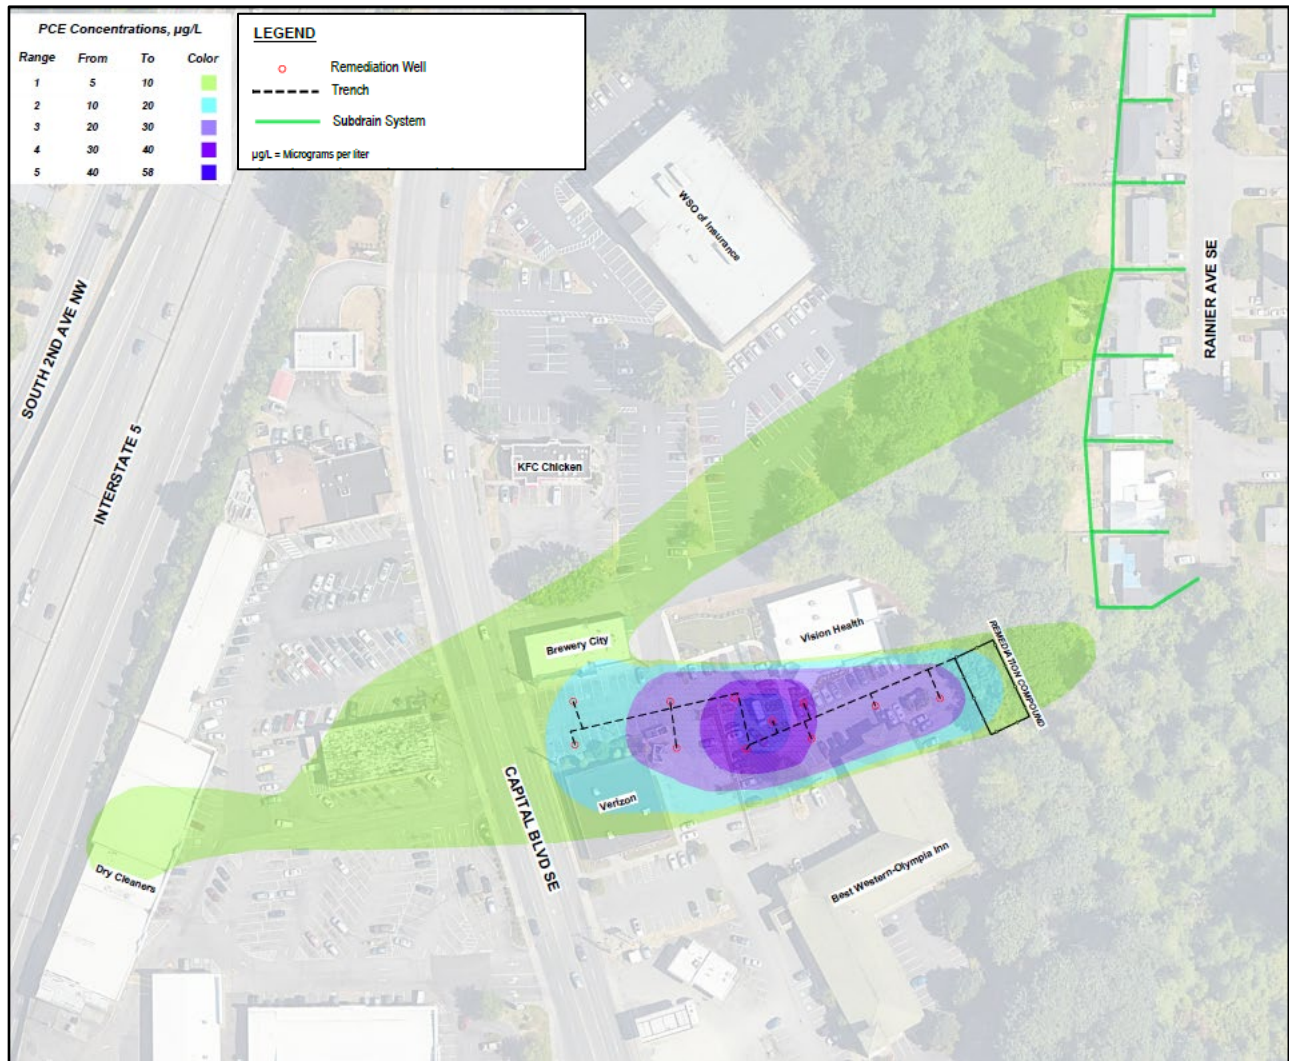 PCE Concentrations, µg/L
Range From To Color
1 5 10
2 10 20
3 20 30
4 30 40
5 40 58
LEGEND
Remediation Well
Trench
Subdrain System
µg/L = Micrograms per liter
WSO of Insurance
SOUTH 2ND AVE NW
INTERSTATE 5
RAINIER AVE SE
KFC Chicken
Brewery City
Vision Health
REMEDIATION COMPOUND
Verizon
CAPITAL BLVD SE
Dry Cleaners
Best Western-Olympia Inn